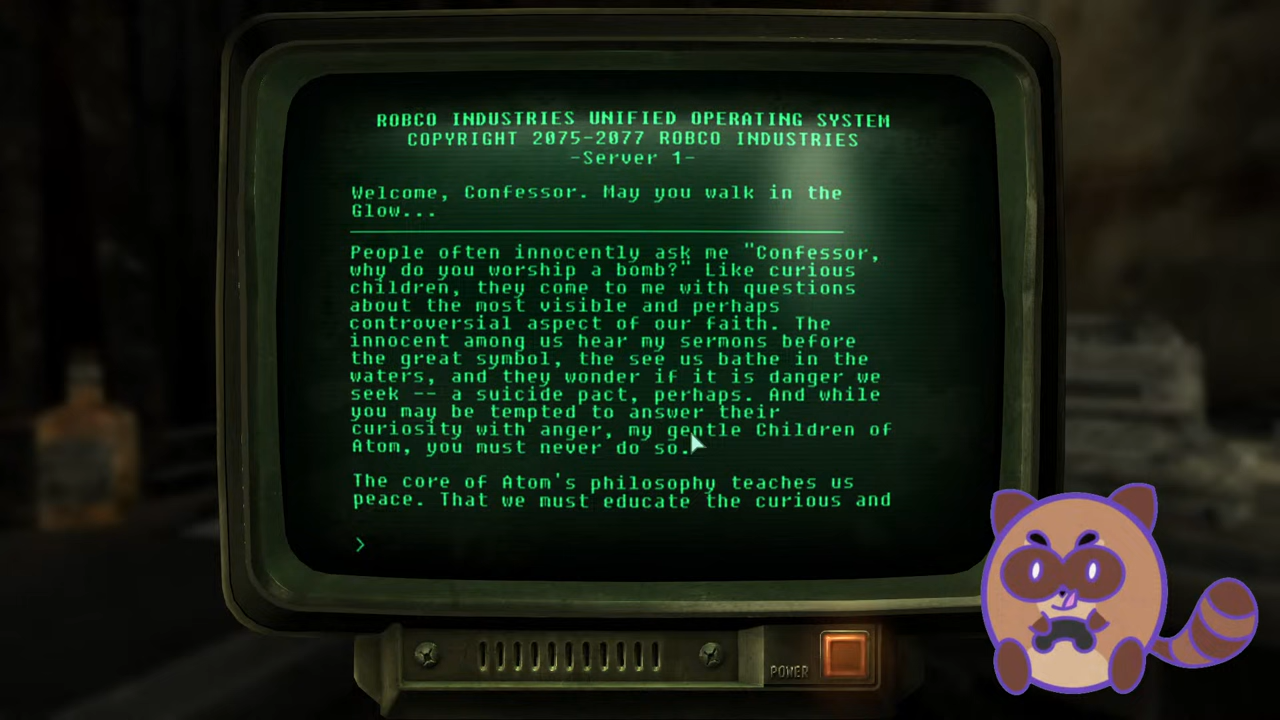 ROBCO INDUSTRIES UNIFIED OPERATING SYSTEM
COPYRIGHT 2075-2077 ROBCO INDUSTRIES
-Server 1-
Welcome, Confessor. May you walk in the
Glow...
People often innocently ask me "Confessor,
why do you worship a bomb?" Like curious
children, they come to me with questions
about the most visible and perhaps
controversial aspect of our faith. The
innocent among us hear my sermons before
the great symbol, the see us bathe in the
waters, and they wonder if it is danger we
seek -- a suicide pact, perhaps. And while
you may be tempted to answer their
curiosity with anger, my gentle Children of
Atom, you must never do so.
The core of Atom's philosophy teaches us
peace. That we must educate the curious and
>
POWER